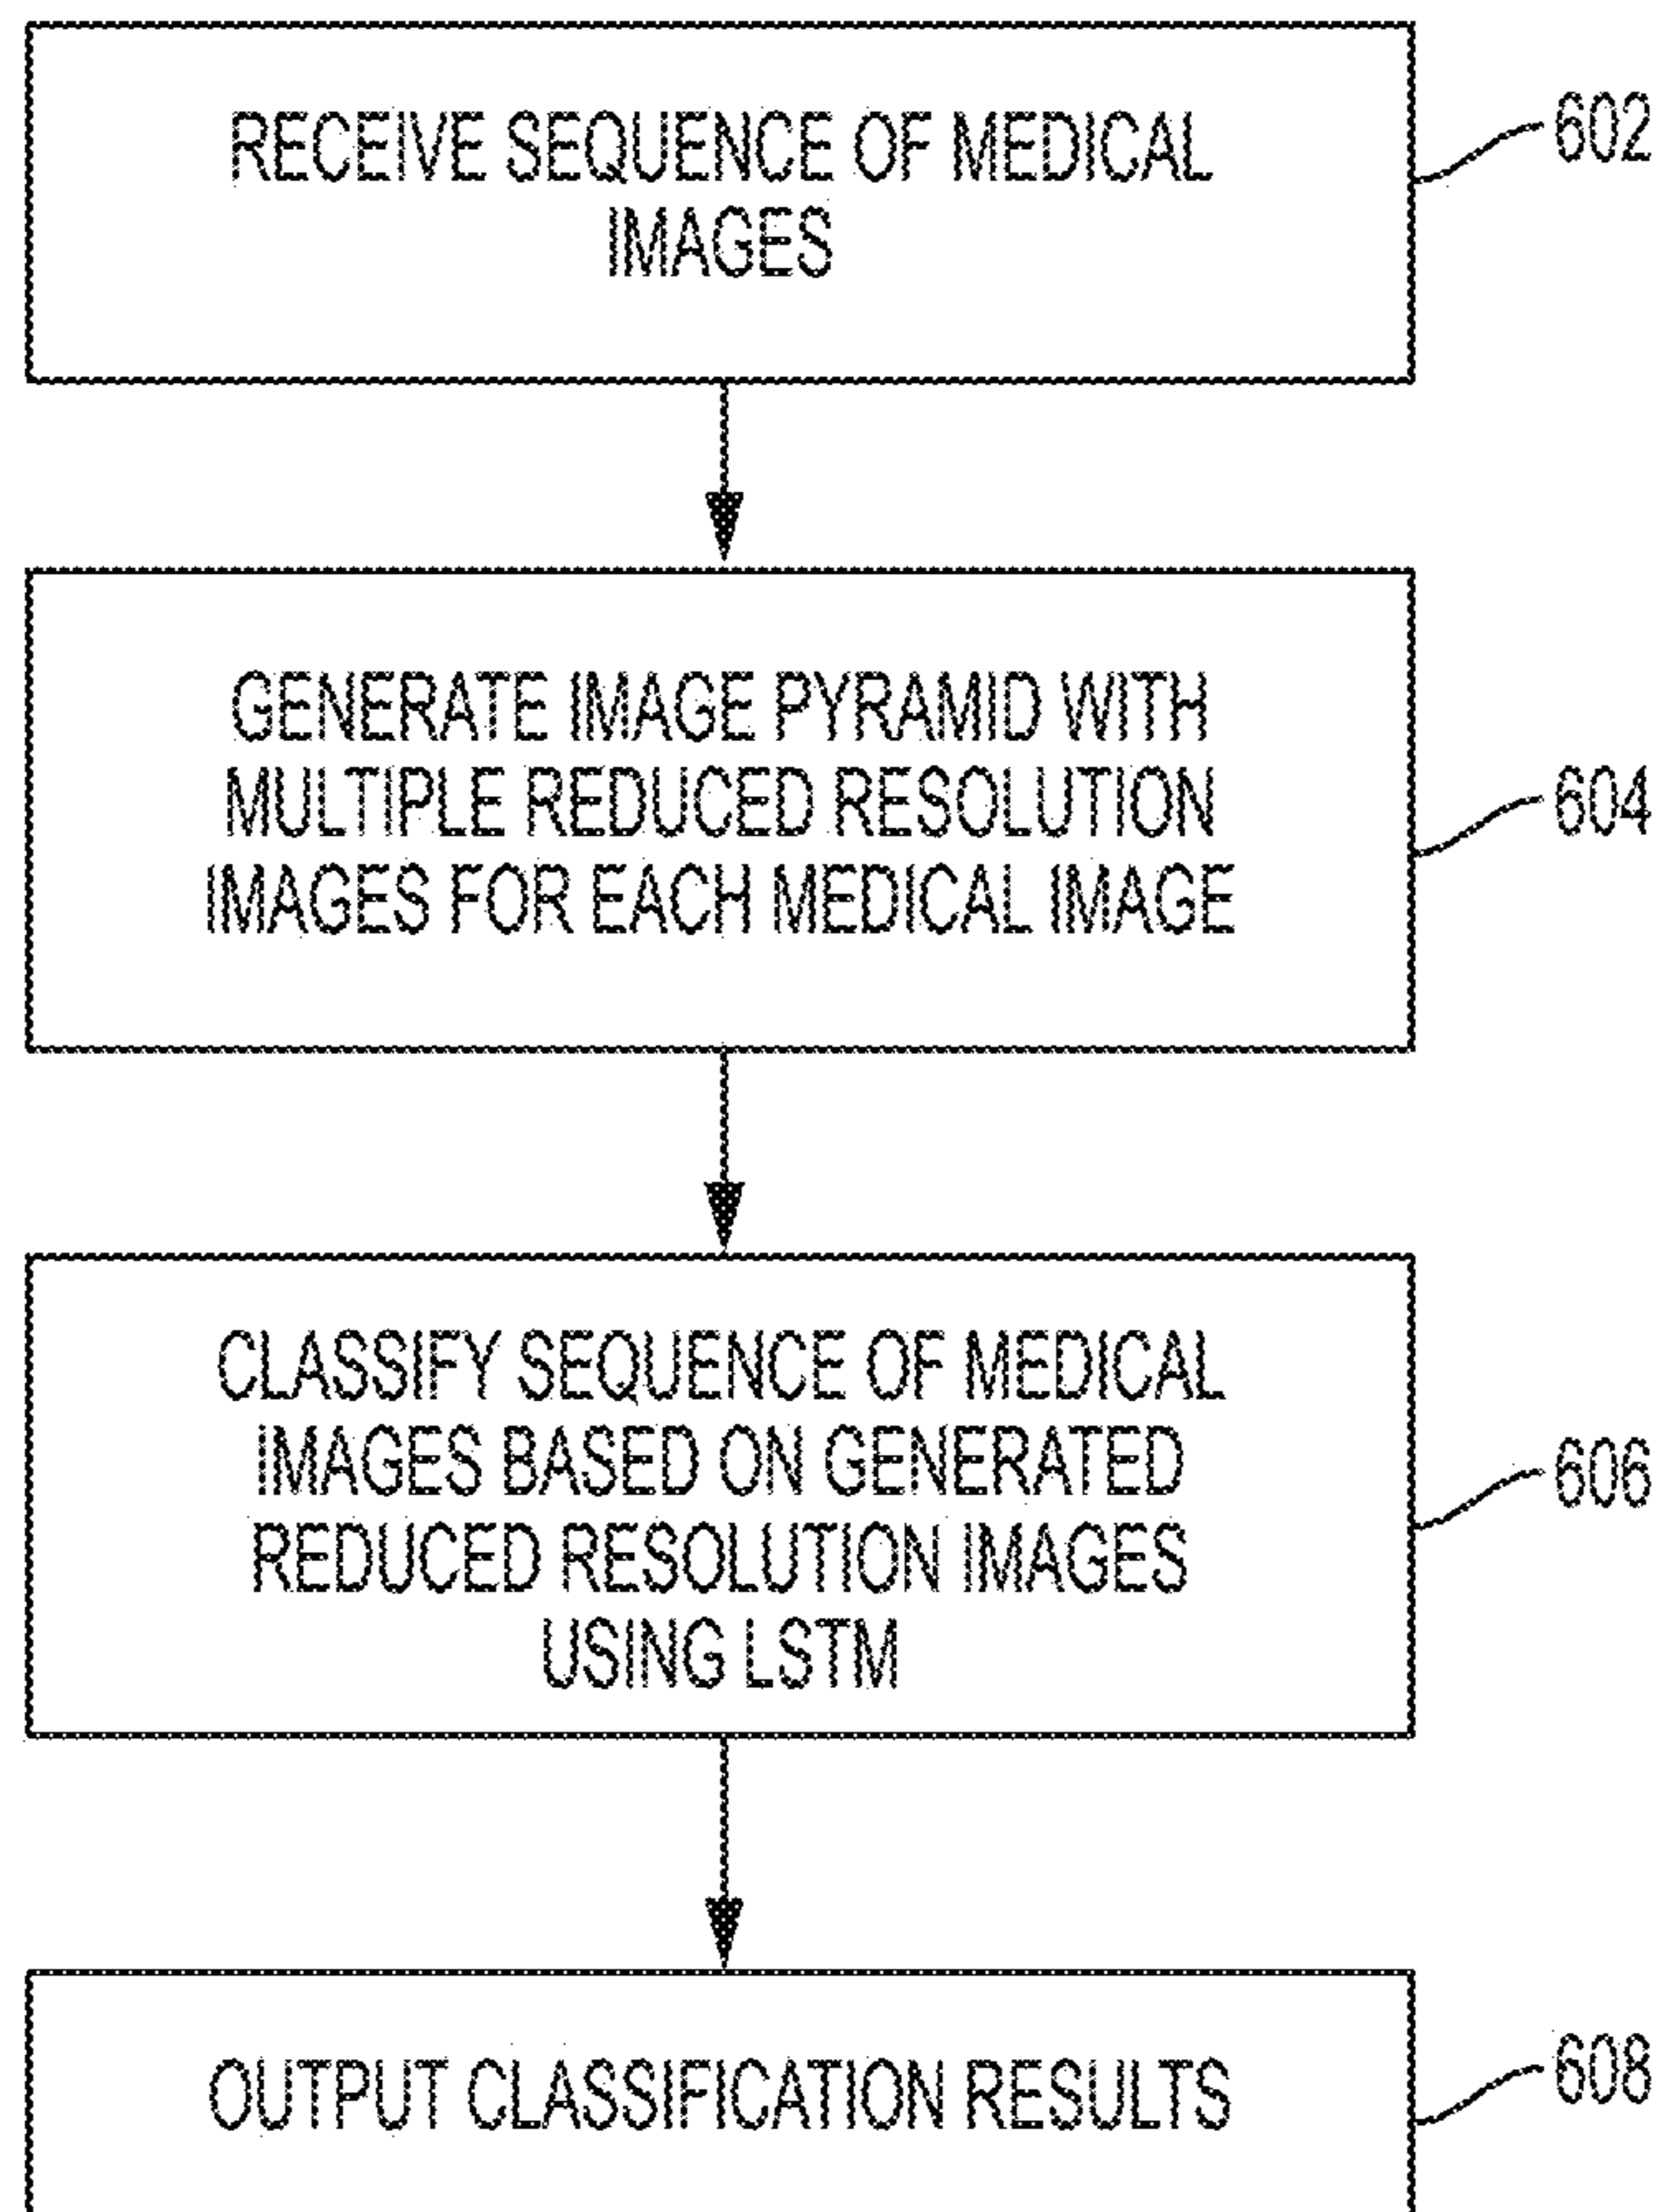 RECEIVE SEQUENCE OF MEDICAL
IMAGES
602
GENERATE IMAGE PYRAMID WITH
MULTIPLE REDUCED RESOLUTION
IMAGES FOR EACH MEDICAL IMAGE
604
CLASSIFY SEQUENCE OF MEDICAL
IMAGES BASED ON GENERATED
REDUCED RESOLUTION IMAGES
USING LSTM
606
OUTPUT CLASSIFICATION RESULTS
608